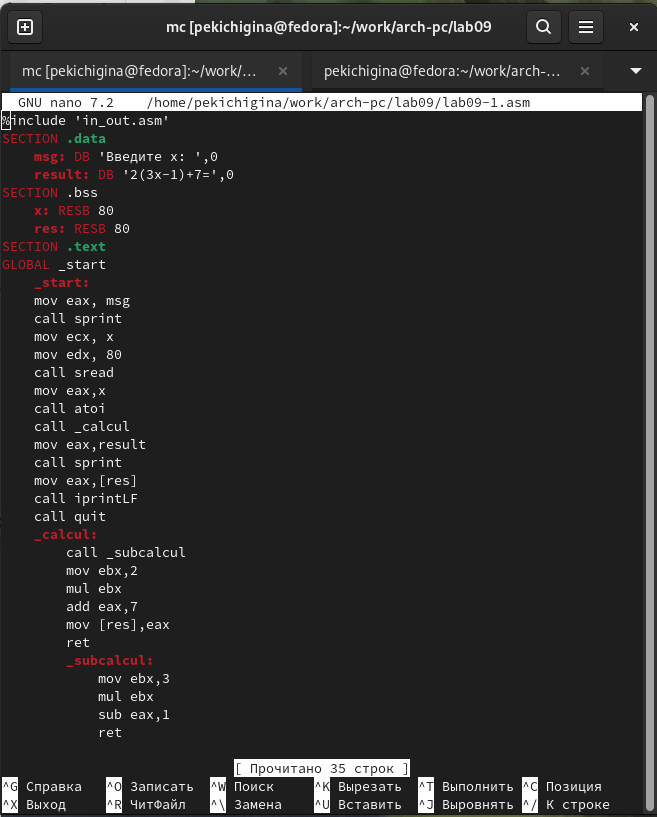 mc [pekichigina@fedora]:~/work/arch-pc/lab09
mc [pekichigina@fedora]:~/work/... pekichigina@fedora:~/work/arch-...
GNU nano 7.2 /home/pekichigina/work/arch-pc/lab09/lab09-1.asm
%include 'in_out.asm'
SECTION .data
msg: DB 'Введите x: ',0
result: DB '2(3x-1)+7=',0
SECTION .bss
x: RESB 80
res: RESB 80
SECTION .text
GLOBAL _start
_start:
mov eax, msg
call sprint
mov ecx, x
mov edx, 80
call sread
mov eax,x
call atoi
call _calcul
mov eax,result
call sprint
mov eax,[res]
call iprintLF
call quit
_calcul:
call _subcalcul
mov ebx,2
mul ebx
add eax,7
mov [res],eax
ret
_subcalcul:
mov ebx,3
mul ebx
sub eax,1
ret
[ Прочитано 35 строк ]
^G Справка ^O Записать ^W Поиск ^K Вырезать ^T Выполнить ^C Позиция
^X Выход ^R ЧитФайл ^\ Замена ^U Вставить ^J Выровнять ^/ К строке